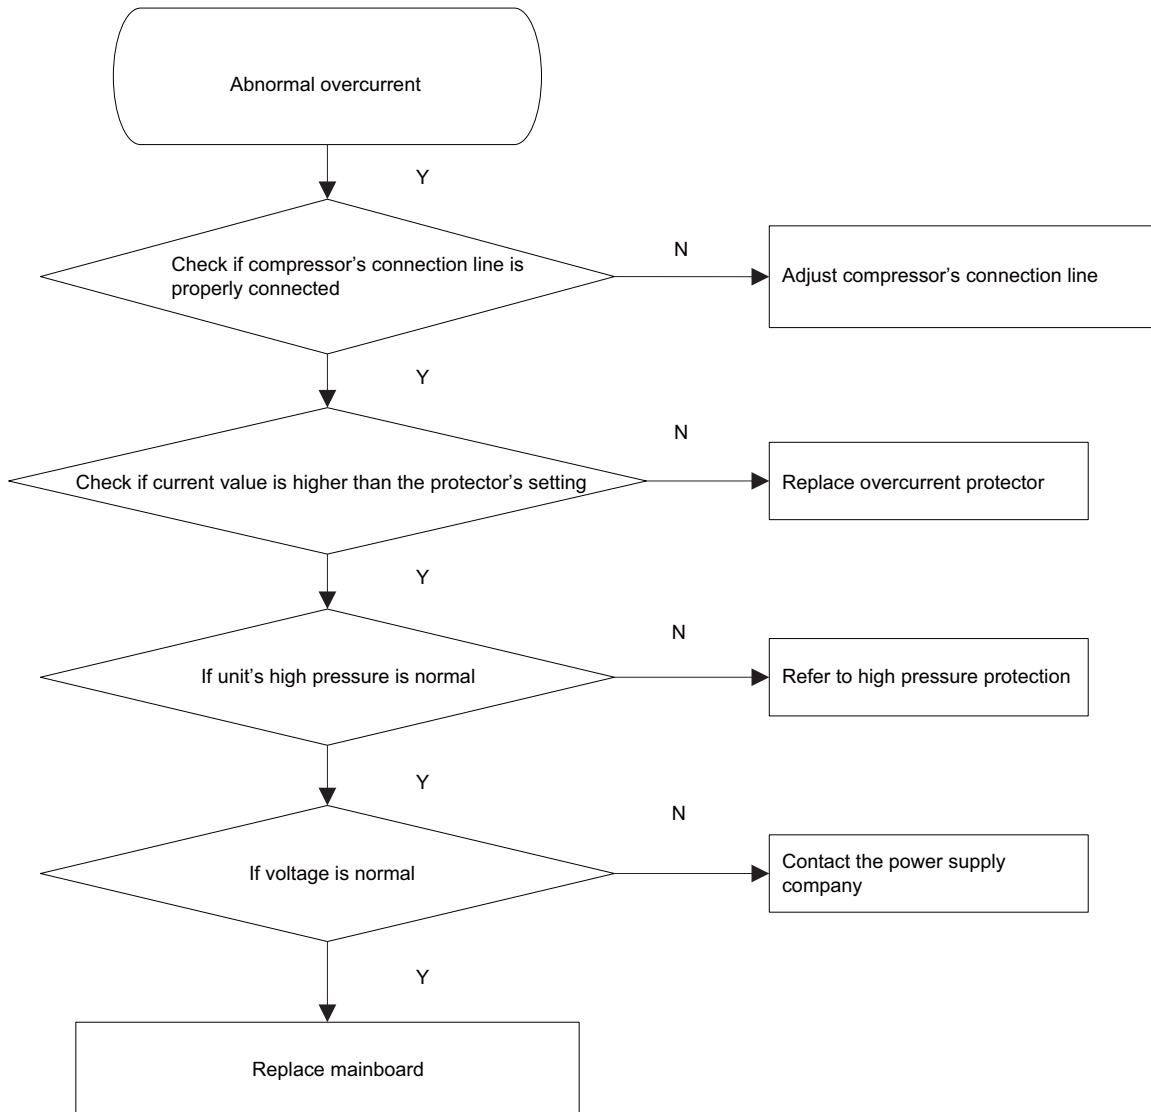 Abnormal overcurrent
Y
Check if compressor's connection line is
properly connected
N
Adjust compressor's connection line
Y
Check if current value is higher than the protector's setting
N
Replace overcurrent protector
Y
If unit's high pressure is normal
N
Refer to high pressure protection
Y
If voltage is normal
N
Contact the power supply
company
Y
Replace mainboard